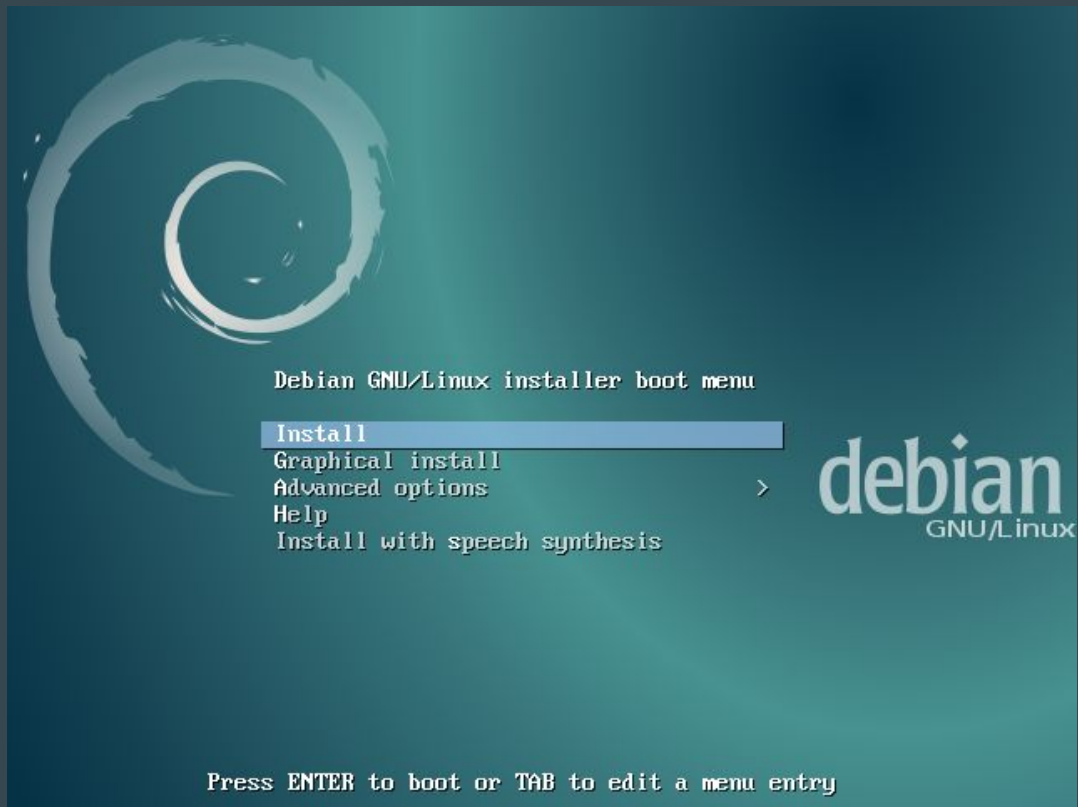 Debian GNU/Linux installer boot menu
Install
Graphical install
Advanced options >
Help
Install with speech synthesis
debian
GNU/Linux
Press ENTER to boot or TAB to edit a menu entry